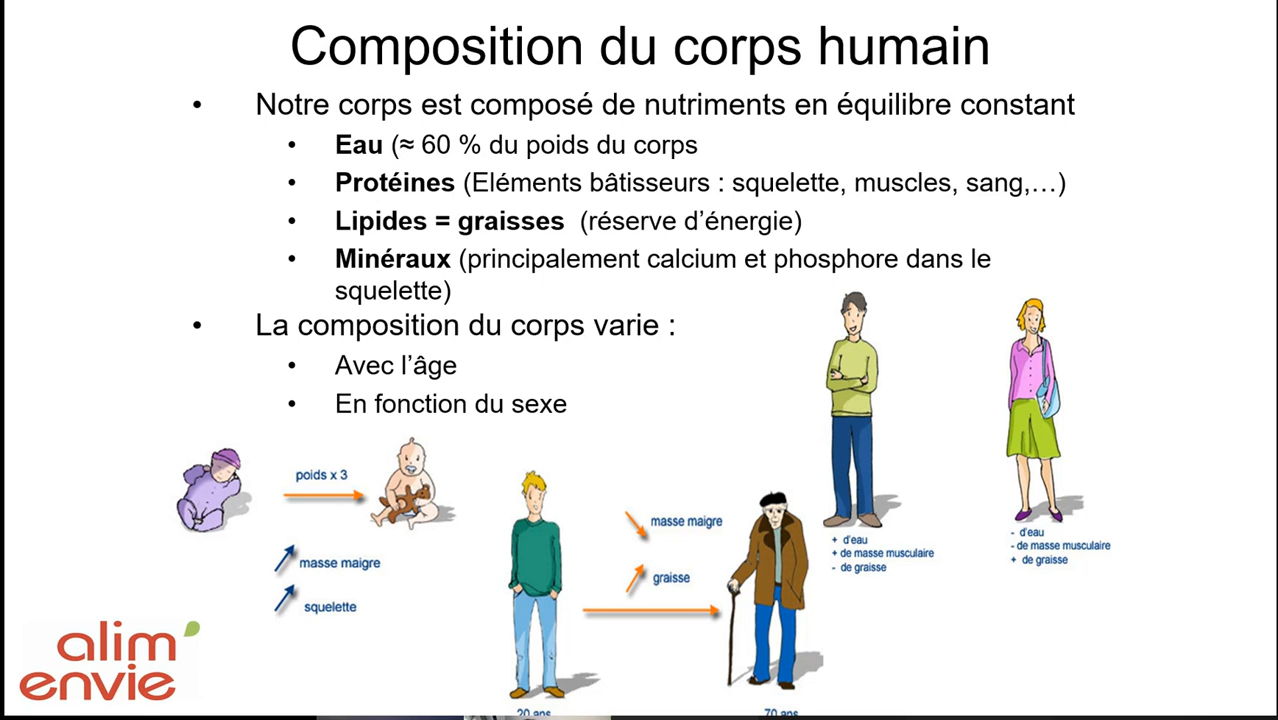 Composition du corps humain
• Notre corps est composé de nutriments en équilibre constant
• Eau (≈ 60 % du poids du corps
• Protéines (Eléments bâtisseurs : squelette, muscles, sang,…)
• Lipides = graisses (réserve d’énergie)
• Minéraux (principalement calcium et phosphore dans le
squelette)
• La composition du corps varie :
• Avec l’âge
• En fonction du sexe
poids x 3
masse maigre
squelette
masse maigre
graisse
20 ans
70 ans
+ d'eau
+ de masse musculaire
- de graisse
- d'eau
- de masse musculaire
+ de graisse
alim'
envie